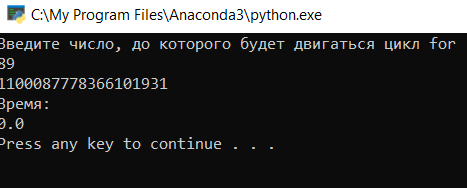 C:\My Program Files\Anaconda3\python.exe
Введите число, до которого будет двигаться цикл for
89
1100087778366101931
Время:
0.0
Press any key to continue . . .